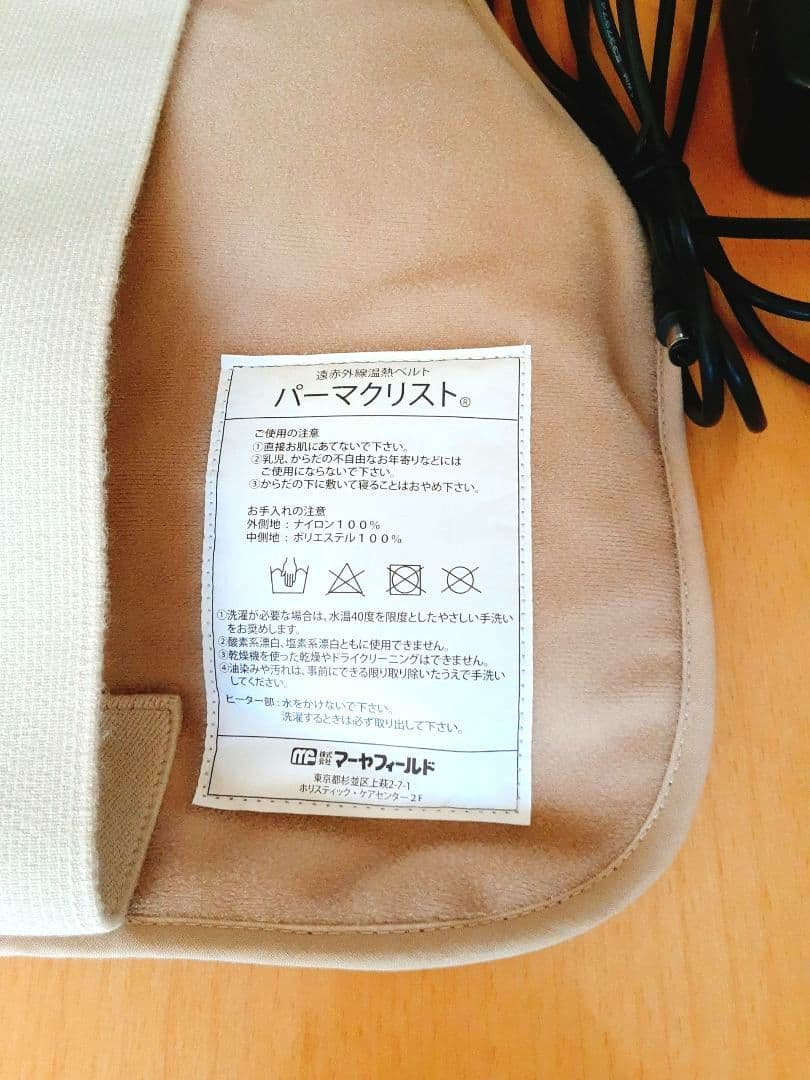 遠赤外線温熱ベルト
パーマクリスト®
ご使用の注意
①直接お肌にあてないで下さい。
②乳児、からだの不自由なお年寄りなどには
ご使用にならないで下さい。
③からだの下に敷いて寝ることはおやめ下さい。
お手入れの注意
外側地：ナイロン１００％
中側地：ポリエステル１００％
①洗濯が必要な場合は、水温40度を限度としたやさしい手洗い
をお奨めします。
②酸素系漂白、塩素系漂白ともに使用できません。
③乾燥機を使った乾燥やドライクリーニングはできません。
④油染みや汚れは、事前にできる限り取り除いたうえで手洗い
してください。
ヒーター部：水をかけないで下さい。
洗濯するときは必ず取り出して下さい。
mf 株式会社 マーヤフィールド
東京都杉並区上萩2-7-1
ホリスティック・ケアセンター２Ｆ